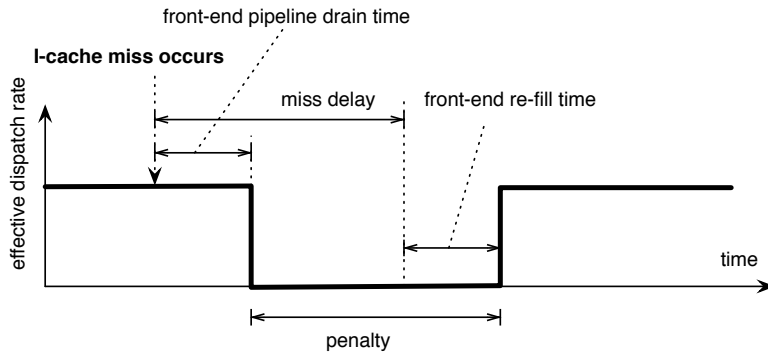 front-end pipeline drain time
I-cache miss occurs
miss delay
front-end re-fill time
effective dispatch rate
time
penalty